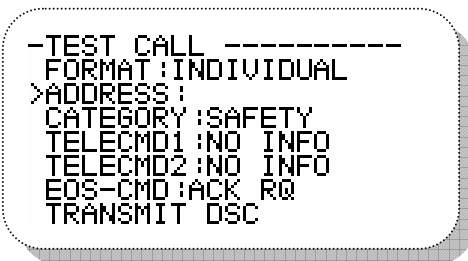 -TEST CALL ----------
FORMAT:INDIVIDUAL
>ADDRESS:
CATEGORY:SAFETY
TELECMD1:NO INFO
TELECMD2:NO INFO
EOS-CMD:ACK RQ
TRANSMIT DSC